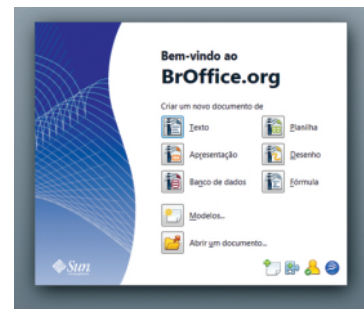 Bem-vindo ao
BrOffice.org
Criar um novo documento de
Texto Planilha
Apresentação Desenho
Banco de dados Fórmula
Modelos...
Abrir um documento...
Sun